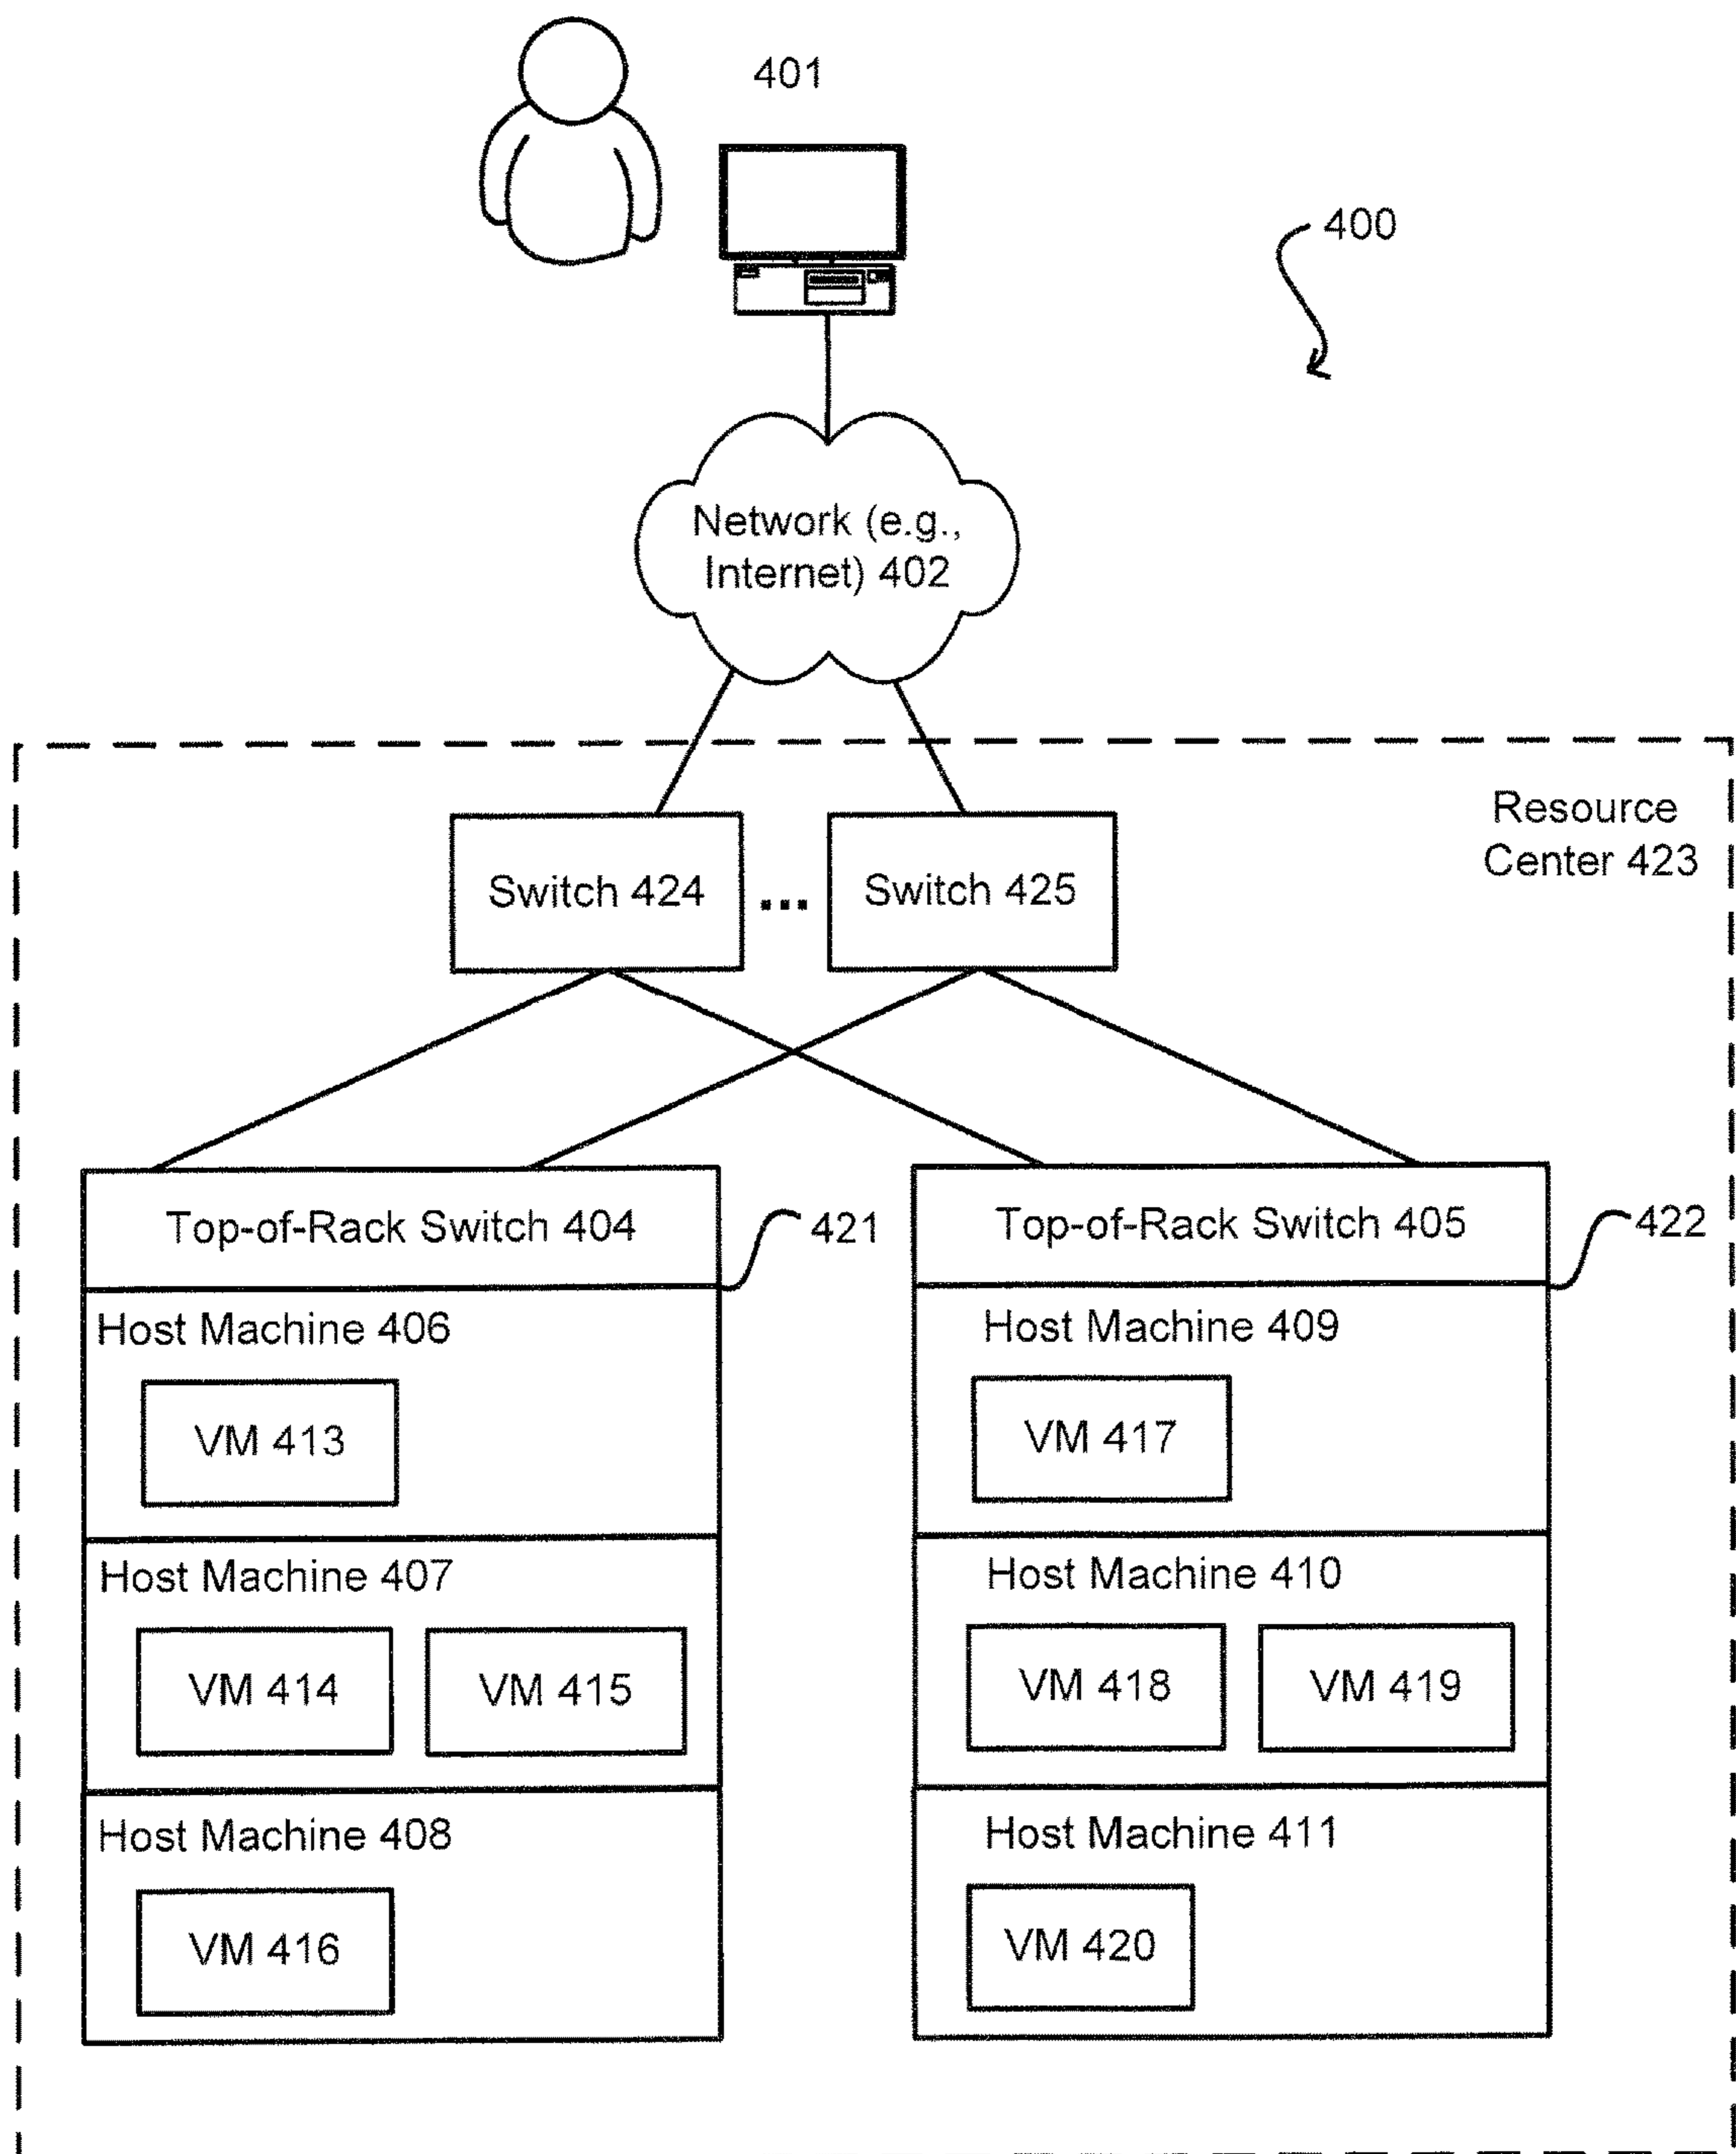 401
400
Network (e.g.,
Internet) 402
Resource
Center 423
Switch 424
...
Switch 425
Top-of-Rack Switch 404
421
Top-of-Rack Switch 405
422
Host Machine 406
VM 413
Host Machine 409
VM 417
Host Machine 407
VM 414
VM 415
Host Machine 410
VM 418
VM 419
Host Machine 408
VM 416
Host Machine 411
VM 420